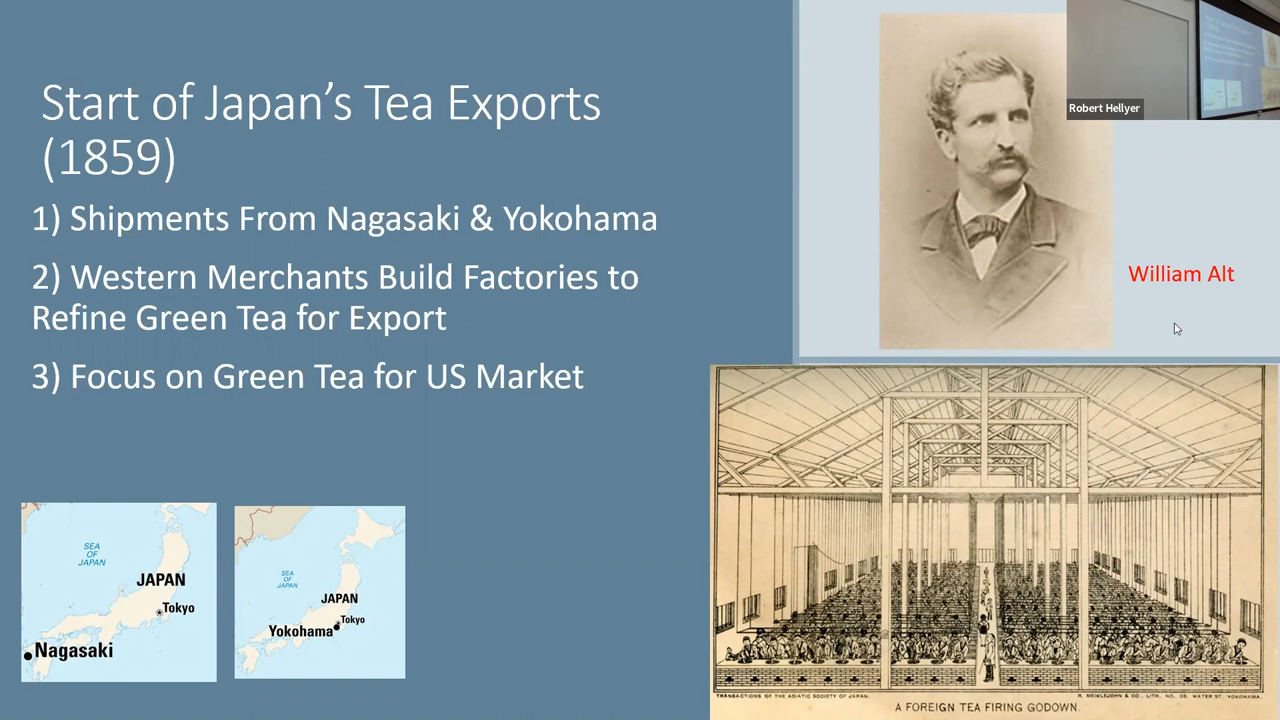 Start of Japan's Tea Exports
(1859)
1) Shipments From Nagasaki & Yokohama
2) Western Merchants Build Factories to
Refine Green Tea for Export
3) Focus on Green Tea for US Market
Robert Hellyer
William Alt
SEA
OF
JAPAN
JAPAN
Tokyo
Nagasaki
SEA
OF
JAPAN
JAPAN
Tokyo
Yokohama
TRANSACTIONS OF THE ASIATIC SOCIETY OF JAPAN.
R. MEIKLEJOHN & CO., LITH. NO. 26. WATER ST. YOKOHAMA.
A FOREIGN TEA FIRING GODOWN.